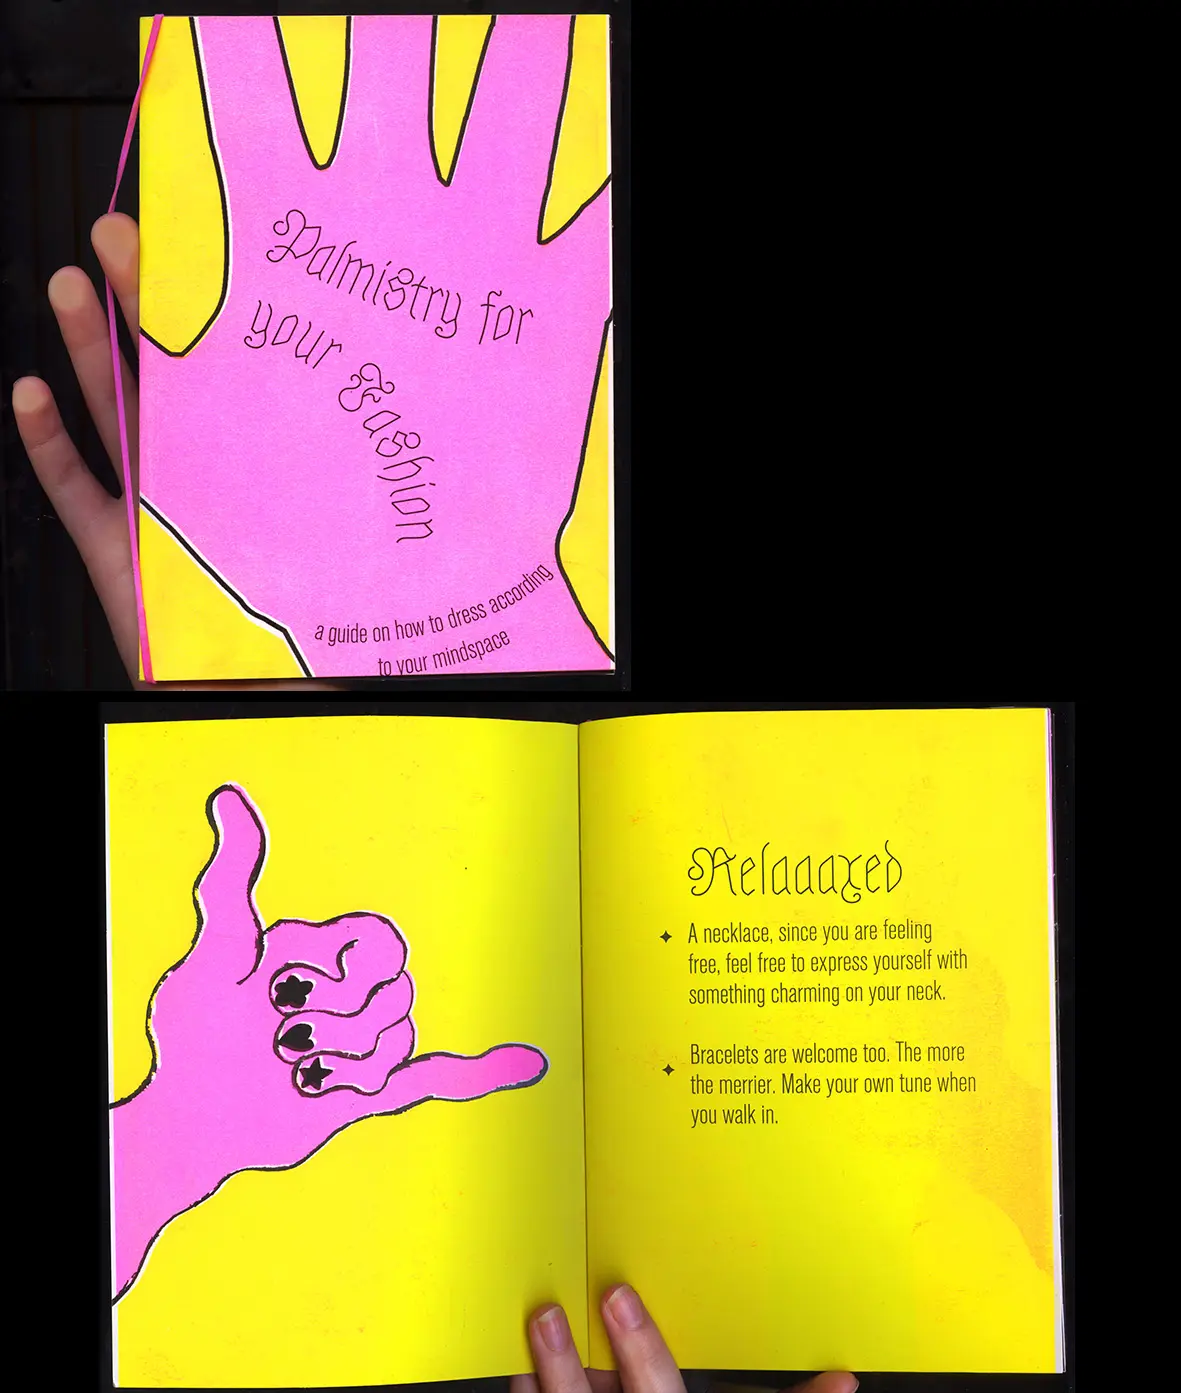 Palmistry for
your Fashion
a guide on how to dress according
to your mindspace
Relaaaxed
A necklace, since you are feeling
free, feel free to express yourself with
something charming on your neck.
Bracelets are welcome too. The more
the merrier. Make your own tune when
you walk in.